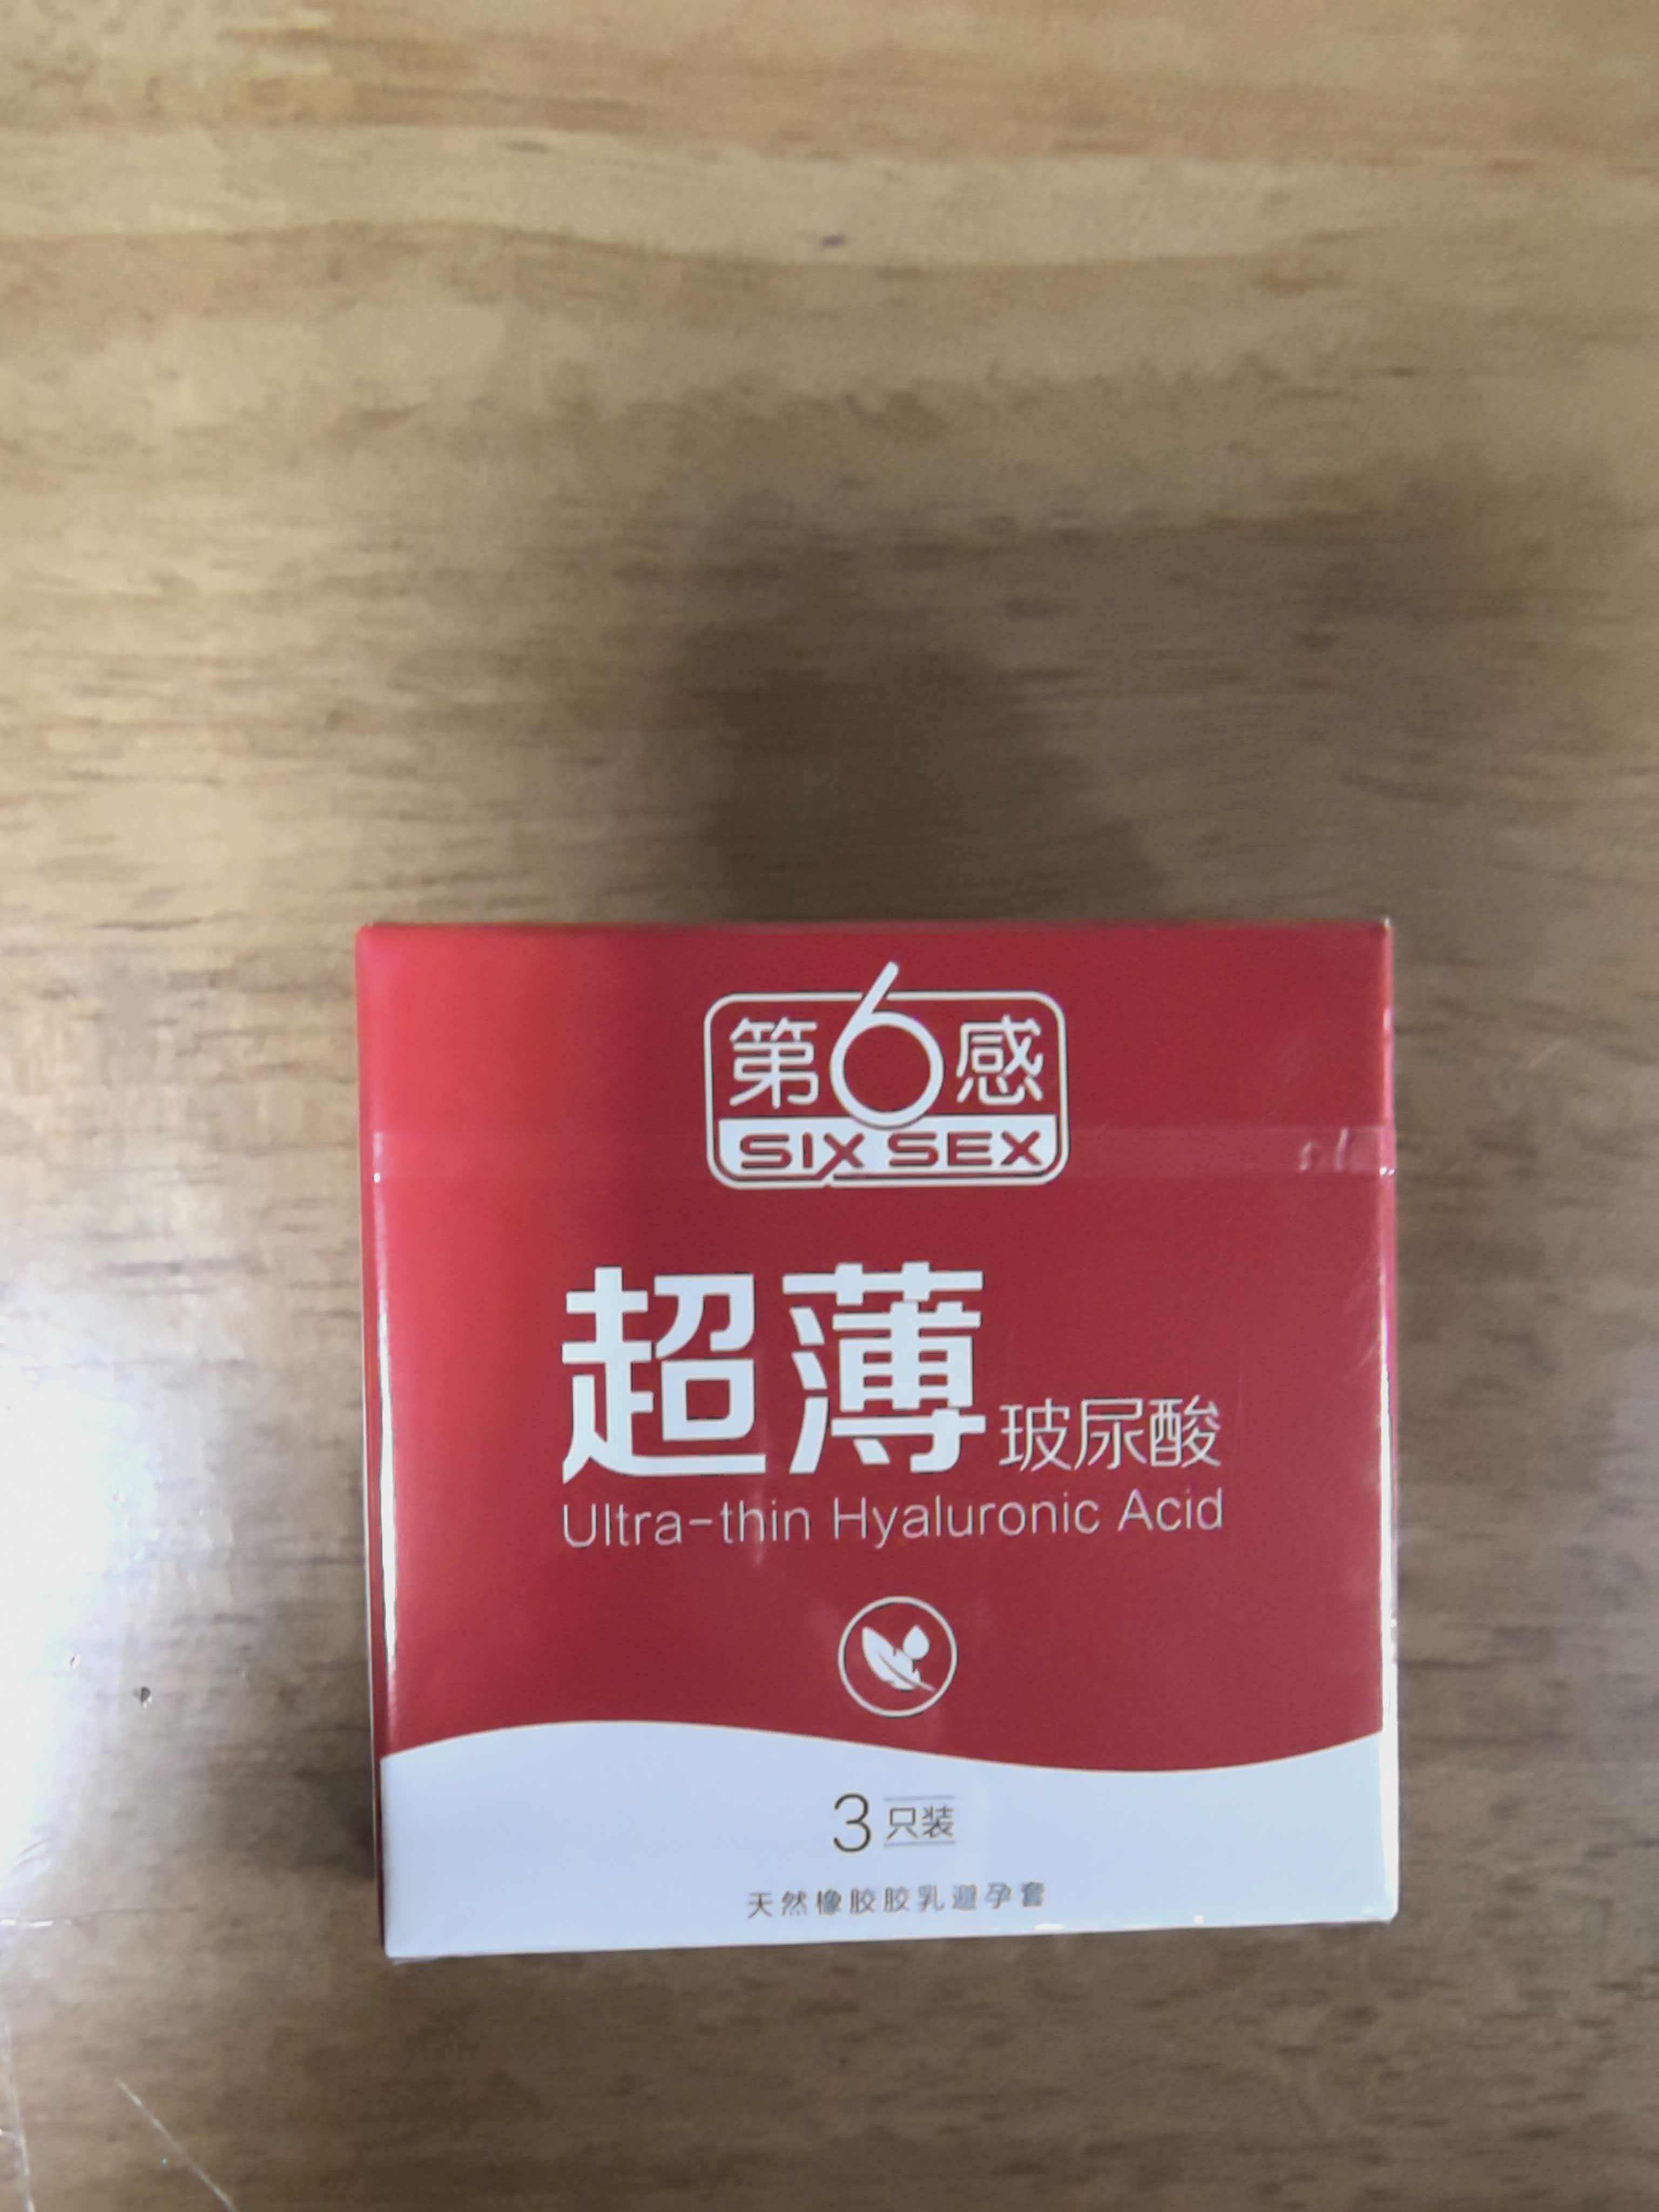 第6感
SIX SEX
超薄玻尿酸
Ultra-thin Hyaluronic Acid
3只装
天然橡胶胶乳避孕套